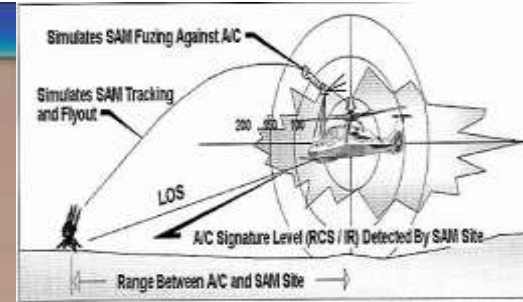 Simulates SAM Fuzing Against A/C
Simulates SAM Tracking
and Flyout
200 150 100
LOS
A/C Signature Level (RCS / IR) Detected By SAM Site
Range Between A/C and SAM Site